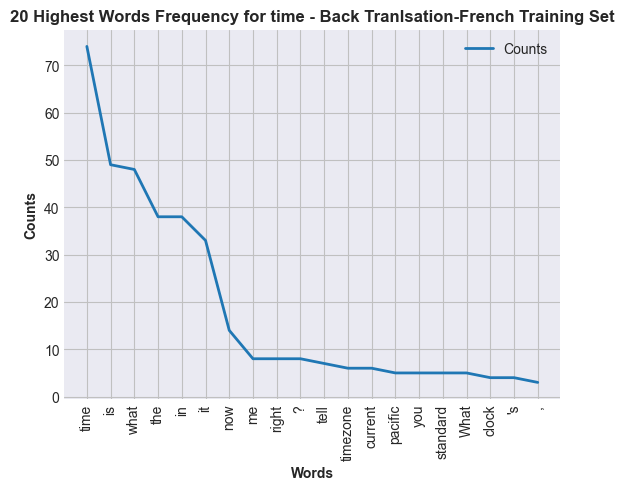 20 Highest Words Frequency for time - Back Tranlsation-French Training Set
Counts
70
60
50
40
30
20
10
0
Counts
time
is
what
the
in
it
now
me
right
?
tell
timezone
current
pacific
you
standard
What
clock
's
,
Words